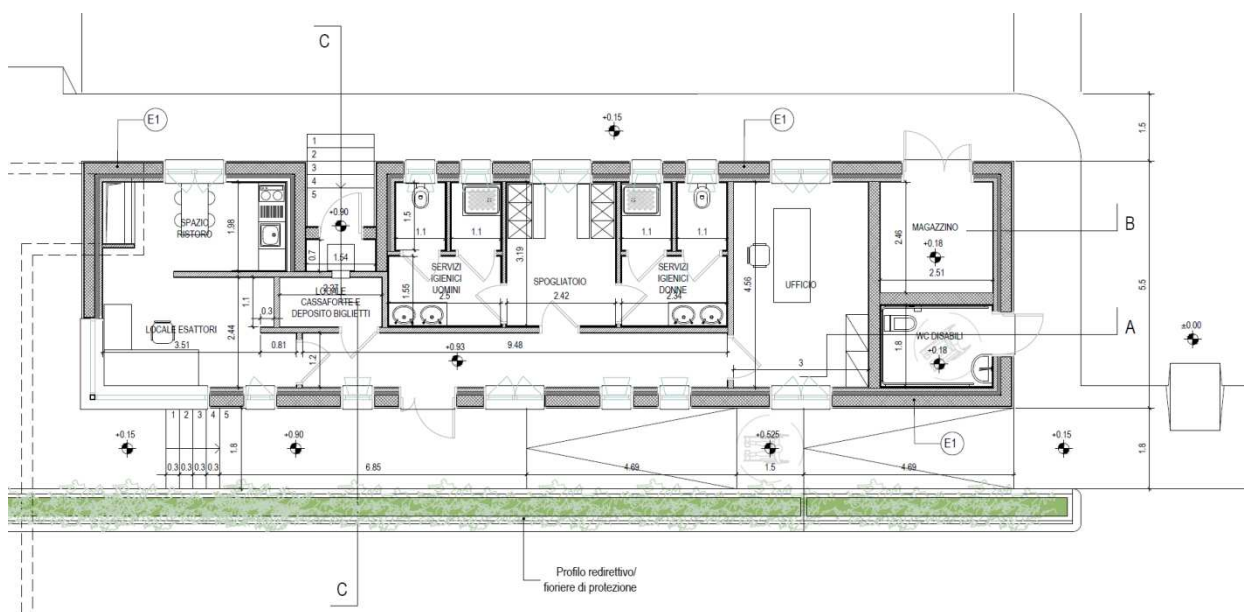 C
E1
E1
+0.15
1.5
1
2
3
4
5
+0.90
SPAZIO
RISTORO
1.98
0.7
1.54
1.5
1.1
1.1
3.19
1.1
1.1
MAGAZZINO
B
2.46
+0.18
2.51
SERVIZI
IGIENICI
UOMINI
1.55
2.5
SPOGLIATOIO
2.42
SERVIZI
IGIENICI
DONNE
2.34
4.56
UFFICIO
5.5
2.27
LOCALE
CASSAFORTE E
DEPOSITO BIGLIETTI
1.1
0.3
LOCALE ESATTORI
2.44
3.51
0.81
1.2
+0.93
9.48
3
1.8
WC DISABILI
+0.18
A
±0.00
E1
1 2 3 4 5
+0.15
+0.90
1.8
+0.525
+0.15
1.8
0.3 0.3 0.3 0.3
6.85
4.69
1.5
4.69
Profilo redirettivo/
fioriere di protezione
C